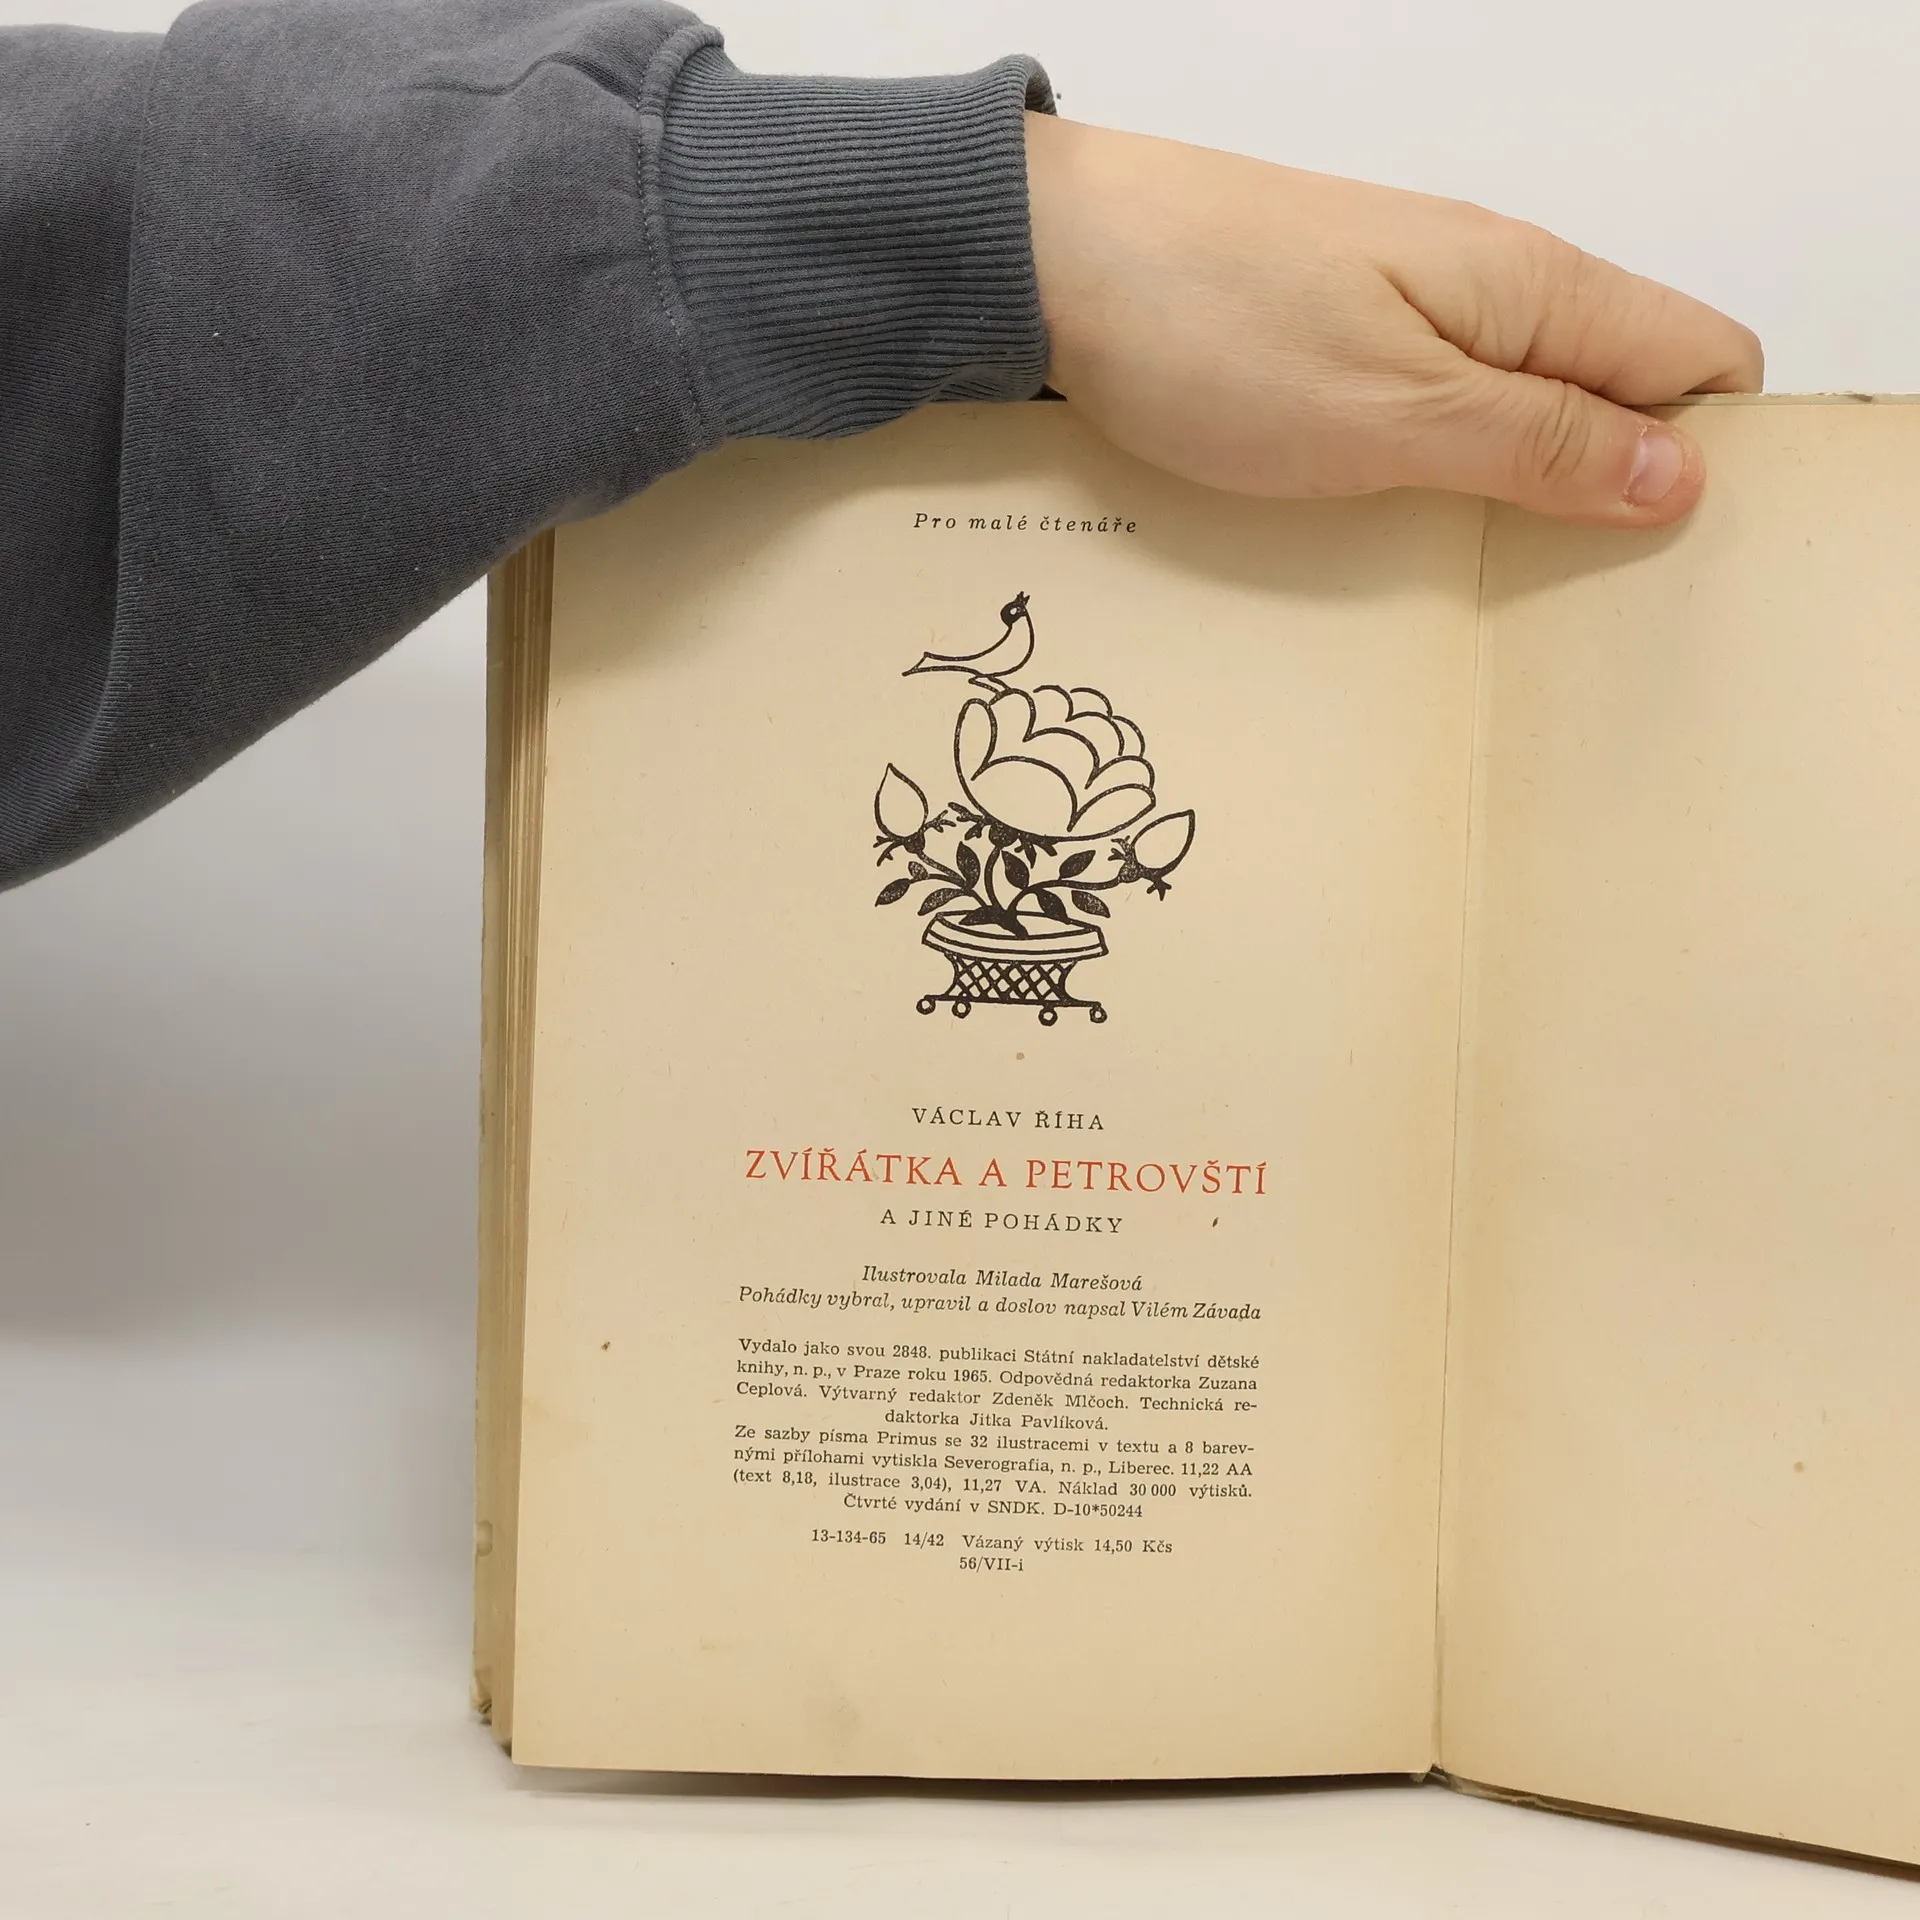 Pro malé čtenáře
VÁCLAV ŘÍHA
ZVÍŘÁTKA A PETROVŠTÍ
A JINÉ POHÁDKY
Ilustrovala Milada Marešová
Pohádky vybral, upravil a doslov napsal Vilém Závada
Vydalo jako svou 2848. publikaci Státní nakladatelství dětské
knihy, n. p., v Praze roku 1965. Odpovědná redaktorka Zuzana
Ceplová. Výtvarný redaktor Zdeněk Mlčoch. Technická re-
daktorka Jitka Pavlíková.
Ze sazby písma Primus se 32 ilustracemi v textu a 8 barev-
nými přílohami vytiskla Severografia, n. p., Liberec. 11,22 AA
(text 8,18, ilustrace 3,04), 11,27 VA. Náklad 30 000 výtisků.
Čtvrté vydání v SNDK. D-10*50244
13-134-65 14/42 Vázaný výtisk 14,50 Kčs
56/VII-i